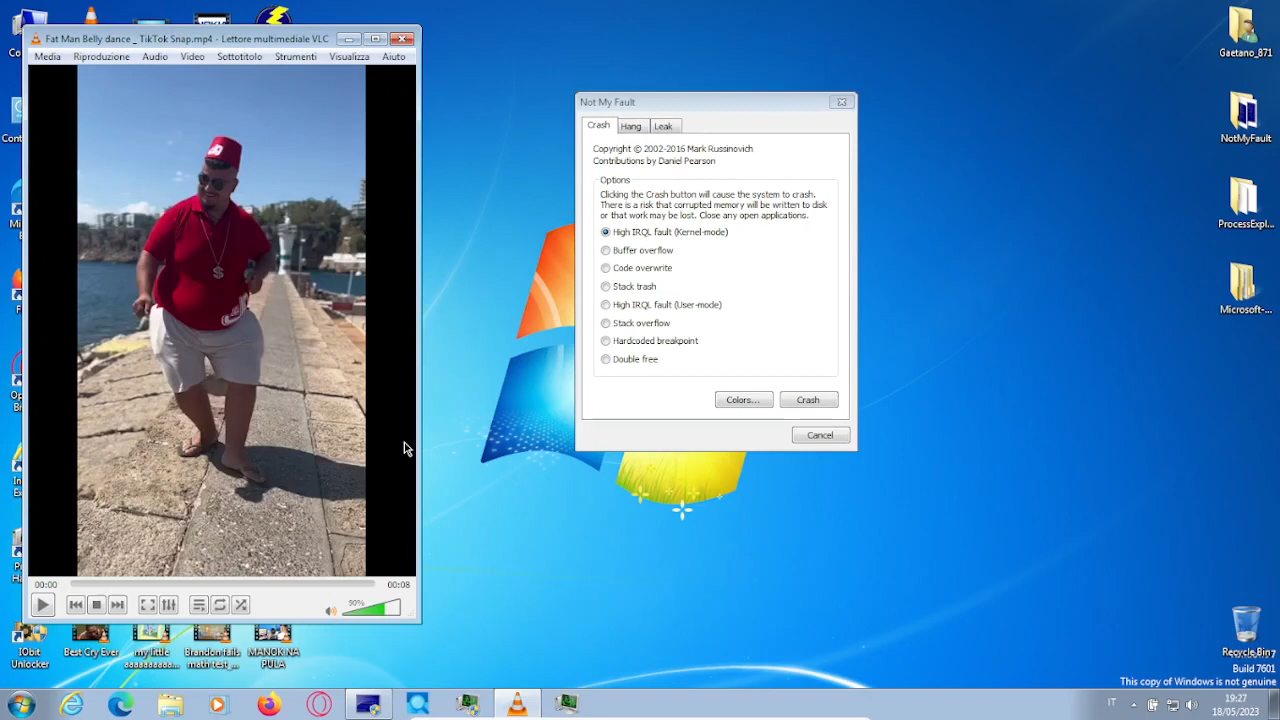 Fat Man Belly dance _ TikTok Snap.mp4 - Lettore multimediale VLC
Media Riproduzione Audio Video Sottotitolo Strumenti Visualizza Aiuto
00:00
00:08
90%
Not My Fault
Crash Hang Leak
Copyright © 2002-2016 Mark Russinovich
Contributions by Daniel Pearson
Options
Clicking the Crash button will cause the system to crash.
There is a risk that corrupted memory will be written to disk
or that work may be lost. Close any open applications.
High IRQL fault (Kernel-mode)
Buffer overflow
Code overwrite
Stack trash
High IRQL fault (User-mode)
Stack overflow
Hardcoded breakpoint
Double free
Colors...
Crash
Cancel
Gaetano_871
NotMyFault
ProcessExpl...
Microsoft-...
IObit
Unlocker
Best Cry Ever
my little
aaaaaaaaaa...
Brandon fails
math test_...
MANOK NA
PULA
Recycle Bin7
Build 7601
This copy of Windows is not genuine
IT
19:27
18/05/2023